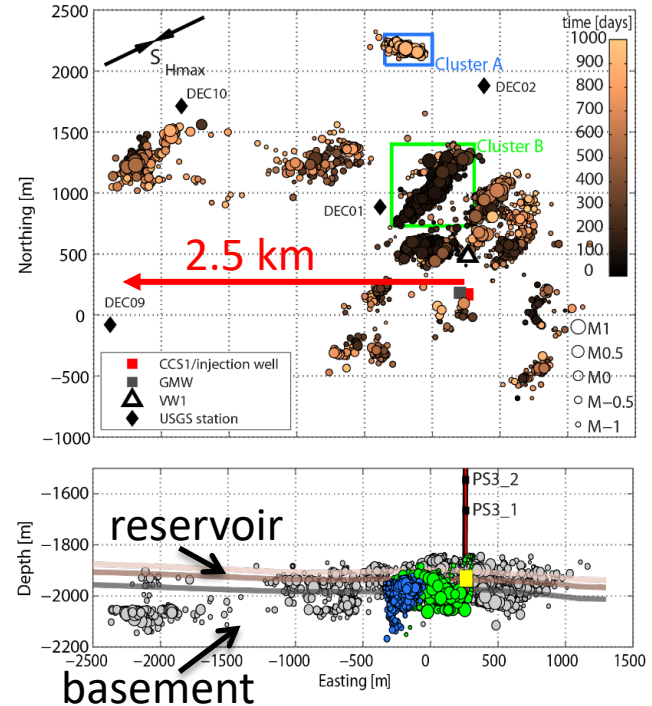 time [days]
2500
2000
1500
1000
500
0
−500
−1000
Northing [m]
S Hmax
DEC10
Cluster A
DEC02
Cluster B
DEC01
2.5 km
DEC09
1000
900
800
700
600
500
400
300
200
100
0
M1
M0.5
M0
M−0.5
M−1
CCS1/injection well
GMW
VW1
USGS station
−1600
−1800
−2000
−2200
Depth [m]
PS3_2
PS3_1
reservoir
basement
−2500 −2000 −1500 −1000 −500 0 500 1000 1500
Easting [m]